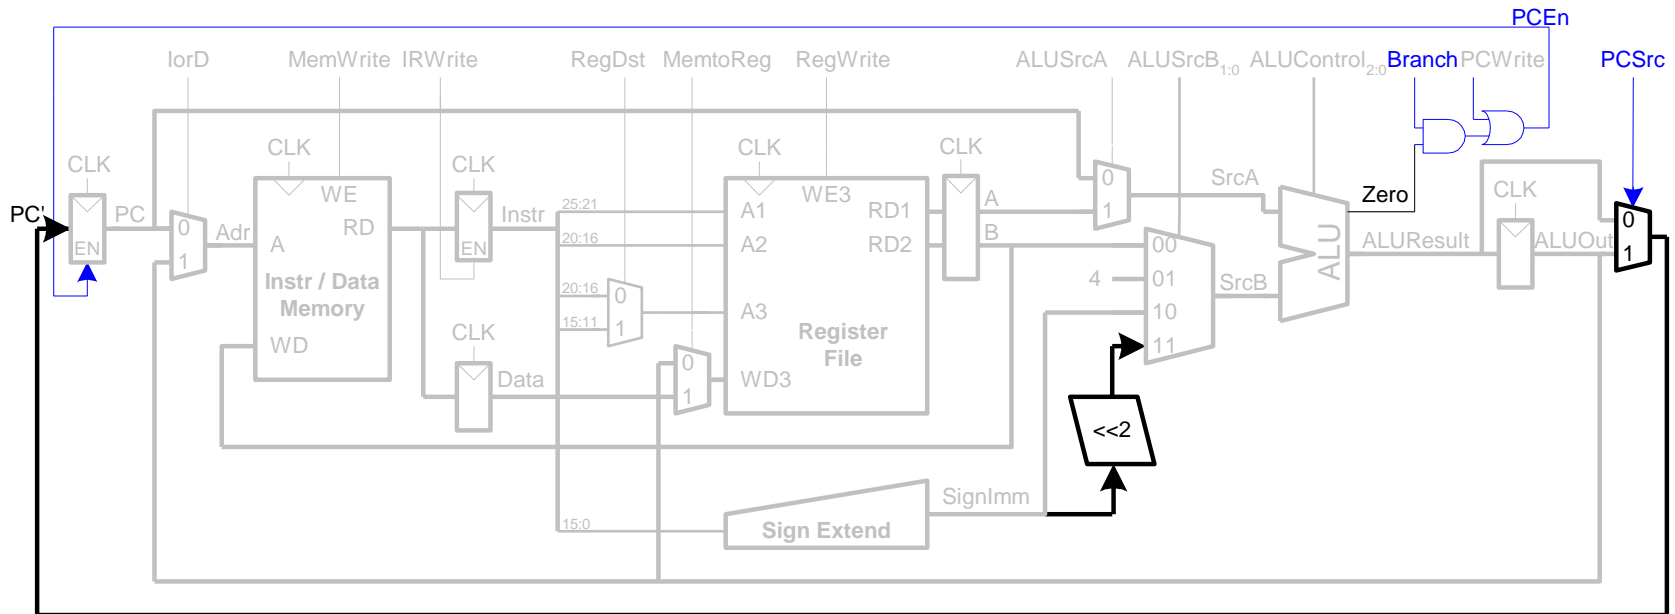 PCEn
IorD MemWrite IRWrite RegDst MemtoReg RegWrite ALUSrcA ALUSrcB1:0 ALUControl2:0 Branch PCWrite PCSrc
CLK CLK CLK CLK CLK
PC' PC 0 1 Adr EN
WE RD A
Instr / Data
Memory
WD
CLK
Instr EN
25:21
20:16
20:16 0
15:11 1
CLK
Data
0
1
WE3
A1 RD1
A2 RD2
A3
Register
File
WD3
A
B
0
1
SrcA
00
4 01
10
11
SrcB
ALU
Zero
ALUResult
CLK
ALUOut
0
1
<<2
SignImm
15:0 Sign Extend